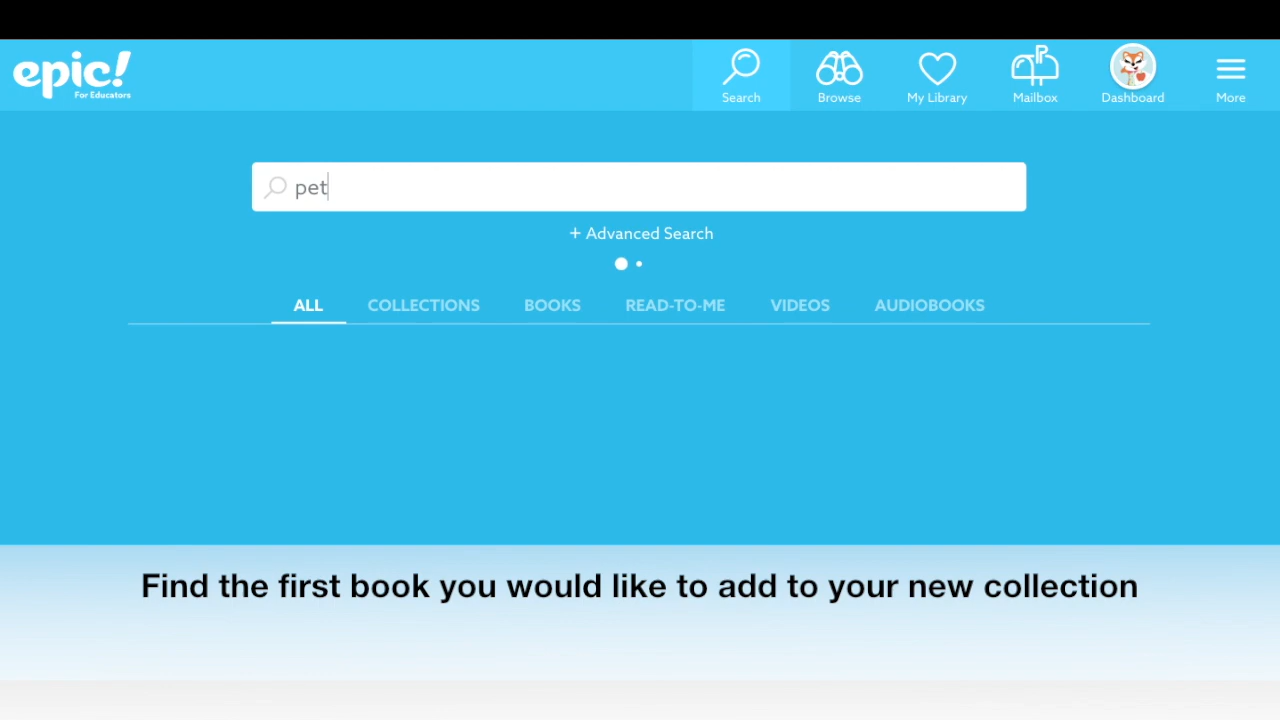 epic!
For Educators
Search
Browse
My Library
Mailbox
Dashboard
More
pet
+ Advanced Search
ALL COLLECTIONS BOOKS READ-TO-ME VIDEOS AUDIOBOOKS
Find the first book you would like to add to your new collection